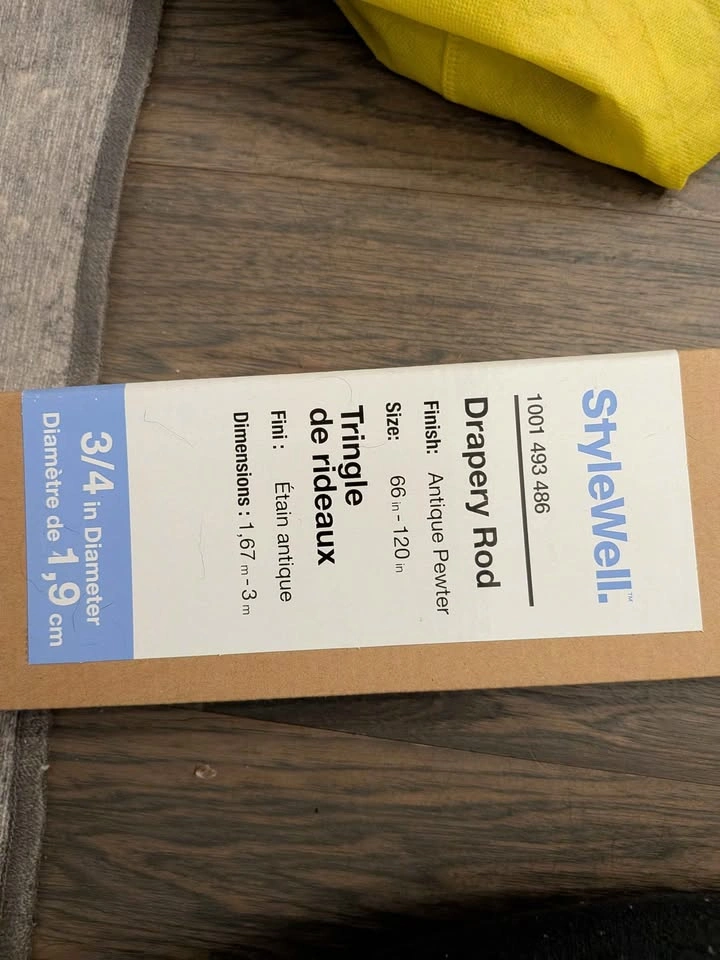 StyleWell.™
1001 493 486
Drapery Rod
Finish: Antique Pewter
Size: 66 in - 120 in
Tringle
de rideaux
Fini : Étain antique
Dimensions : 1,67 m - 3 m
3/4 in Diameter
Diamètre de 1,9 cm